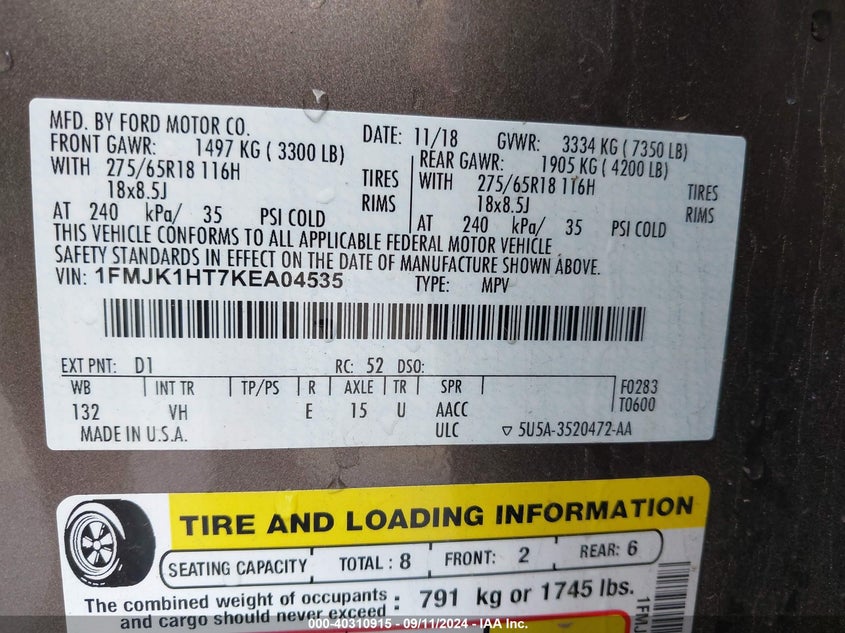 MFD. BY FORD MOTOR CO.
DATE: 11/18 GVWR: 3334 KG ( 7350 LB)
FRONT GAWR: 1497 KG ( 3300 LB)
WITH 275/65R18 116H TIRES
18x8.5J RIMS
AT 240 kPa/ 35 PSI COLD
REAR GAWR: 1905 KG ( 4200 LB)
WITH 275/65R18 116H TIRES
18x8.5J RIMS
AT 240 kPa/ 35 PSI COLD
THIS VEHICLE CONFORMS TO ALL APPLICABLE FEDERAL MOTOR VEHICLE
SAFETY STANDARDS IN EFFECT ON THE DATE OF MANUFACTURE SHOWN ABOVE.
VIN: 1FMJK1HT7KEA04535 TYPE: MPV
EXT PNT: D1 RC: 52 DSO:
WB INT TR TP/PS R AXLE TR SPR F0283
132 VH E 15 U AACC T0600
MADE IN U.S.A. ULC ▽ 5U5A-3520472-AA
TIRE AND LOADING INFORMATION
SEATING CAPACITY TOTAL : 8 FRONT: 2 REAR: 6
The combined weight of occupants
and cargo should never exceed : 791 kg or 1745 lbs.
1FMJ
000-40310915 - 09/11/2024 - IAA Inc.